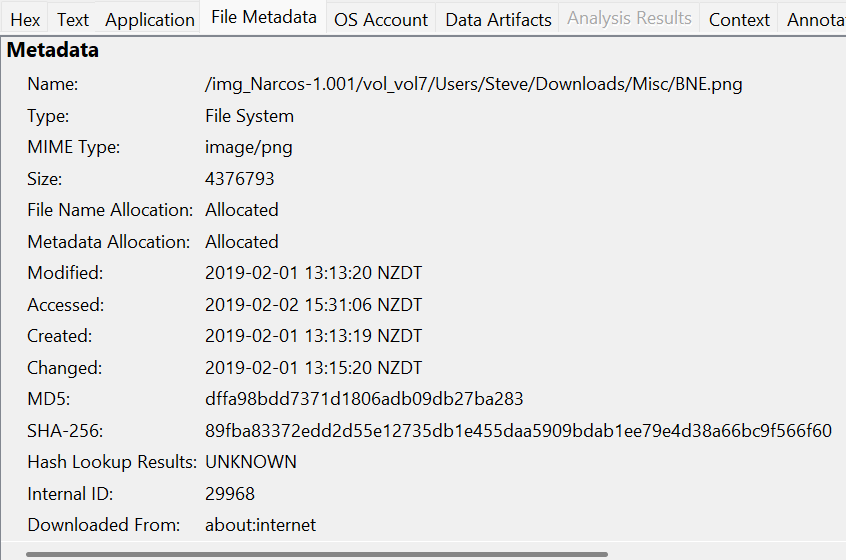 Hex Text Application File Metadata OS Account Data Artifacts Analysis Results Context Annota
Metadata
Name: /img_Narcos-1.001/vol_vol7/Users/Steve/Downloads/Misc/BNE.png
Type: File System
MIME Type: image/png
Size: 4376793
File Name Allocation: Allocated
Metadata Allocation: Allocated
Modified: 2019-02-01 13:13:20 NZDT
Accessed: 2019-02-02 15:31:06 NZDT
Created: 2019-02-01 13:13:19 NZDT
Changed: 2019-02-01 13:15:20 NZDT
MD5: dffa98bdd7371d1806adb09db27ba283
SHA-256: 89fba83372edd2d55e12735db1e455daa5909bdab1ee79e4d38a66bc9f566f60
Hash Lookup Results: UNKNOWN
Internal ID: 29968
Downloaded From: about:internet